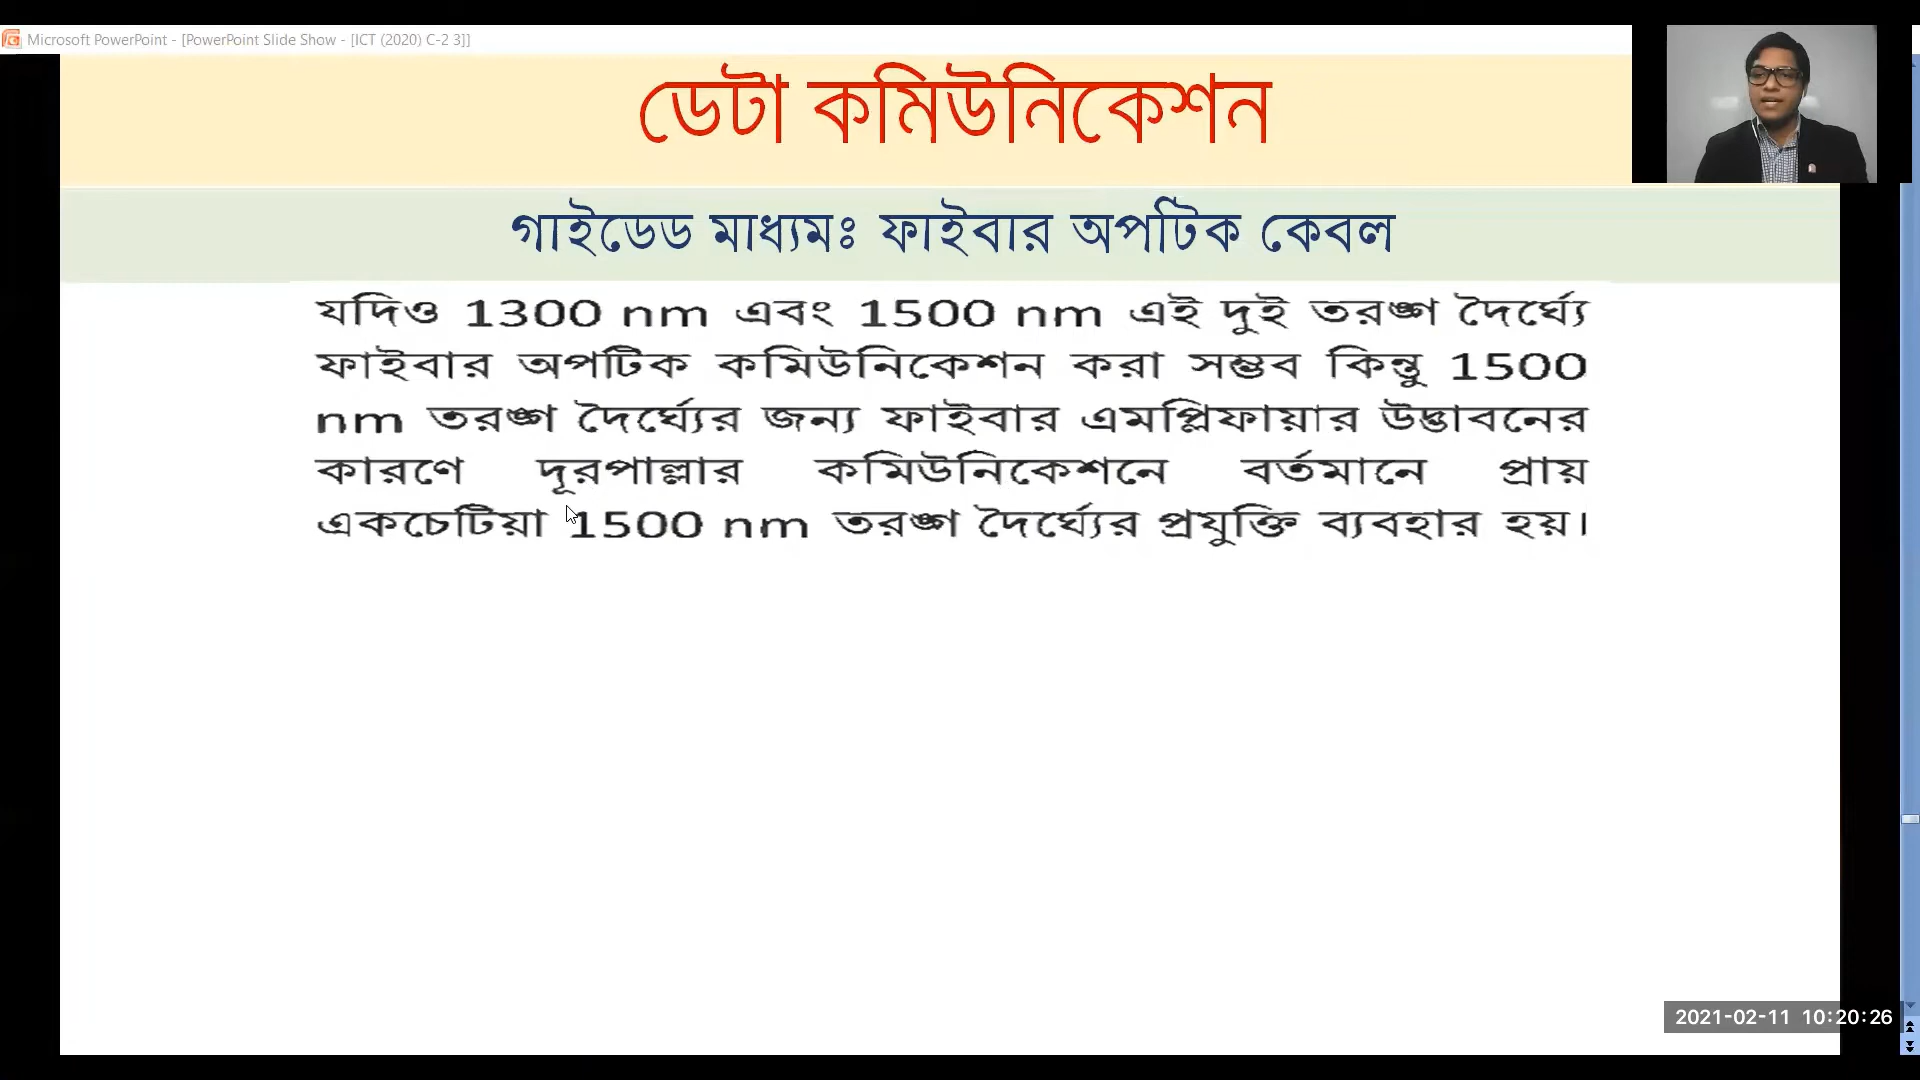 Microsoft PowerPoint - [PowerPoint Slide Show - [ICT (2020) C-2 3]]
ডেটা কমিউনিকেশন
গাইডেড মাধ্যমঃ ফাইবার অপটিক কেবল
যদিও 1300 nm এবং 1500 nm এই দুই তরঙ্গ দৈর্ঘ্যে
ফাইবার অপটিক কমিউনিকেশন করা সম্ভব কিন্তু 1500
nm তরঙ্গ দৈর্ঘ্যের জন্য ফাইবার এমপ্লিফায়ার উদ্ভাবনের
কারণে দূরপাল্লার কমিউনিকেশনে বর্তমানে প্রায়
একচেটিয়া 1500 nm তরঙ্গ দৈর্ঘ্যের প্রযুক্তি ব্যবহার হয়।
2021-02-11 10:20:26